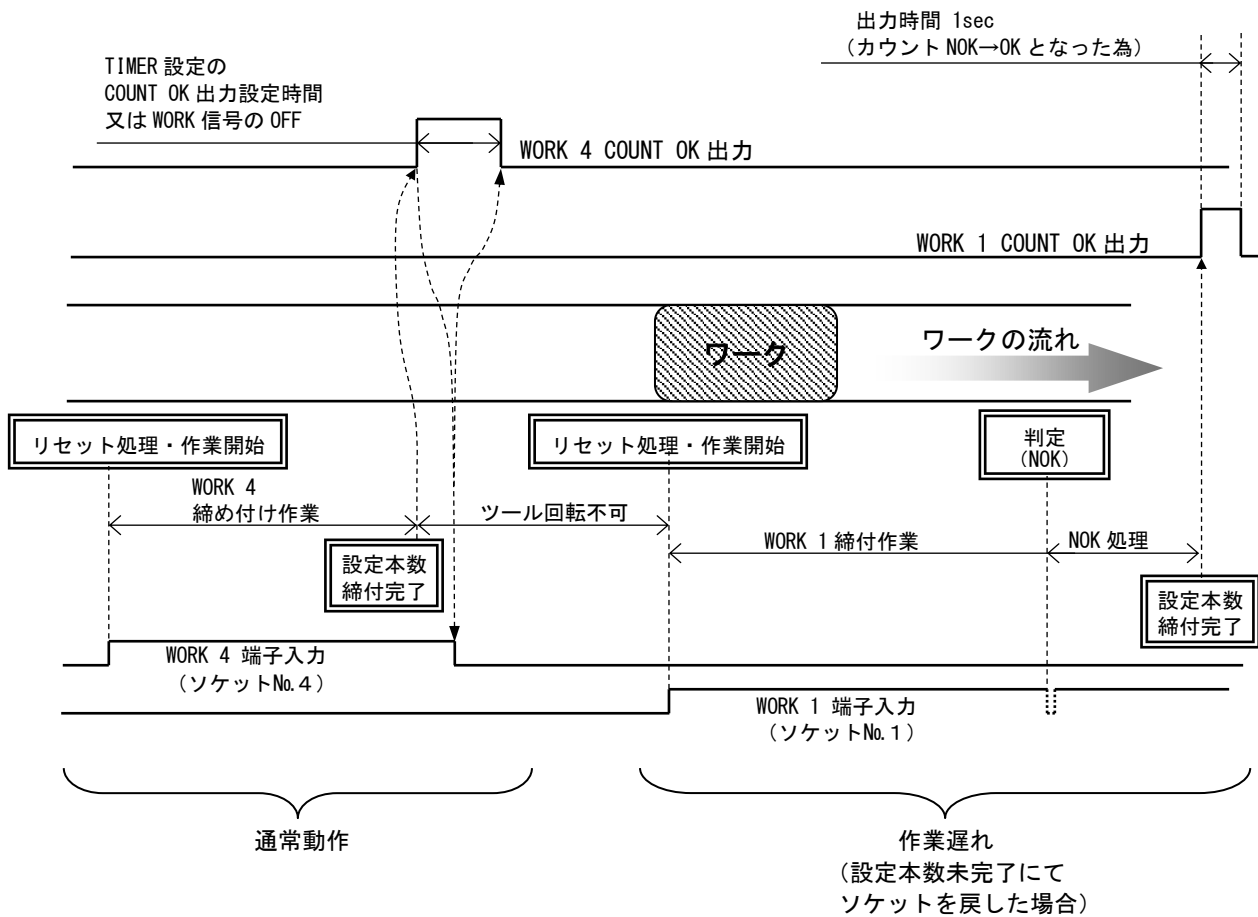 出力時間 1sec
（カウント NOK→OK となった為）
TIMER 設定の
COUNT OK 出力設定時間
又は WORK 信号の OFF
WORK 4 COUNT OK 出力
WORK 1 COUNT OK 出力
ワーク
ワークの流れ
リセット処理・作業開始
リセット処理・作業開始
判定
(NOK)
WORK 4
締め付け作業
ツール回転不可
WORK 1 締付作業
NOK 処理
設定本数
締付完了
設定本数
締付完了
WORK 4 端子入力
（ソケット№４）
WORK 1 端子入力
（ソケット№１）
通常動作
作業遅れ
（設定本数未完了にて
ソケットを戻した場合）